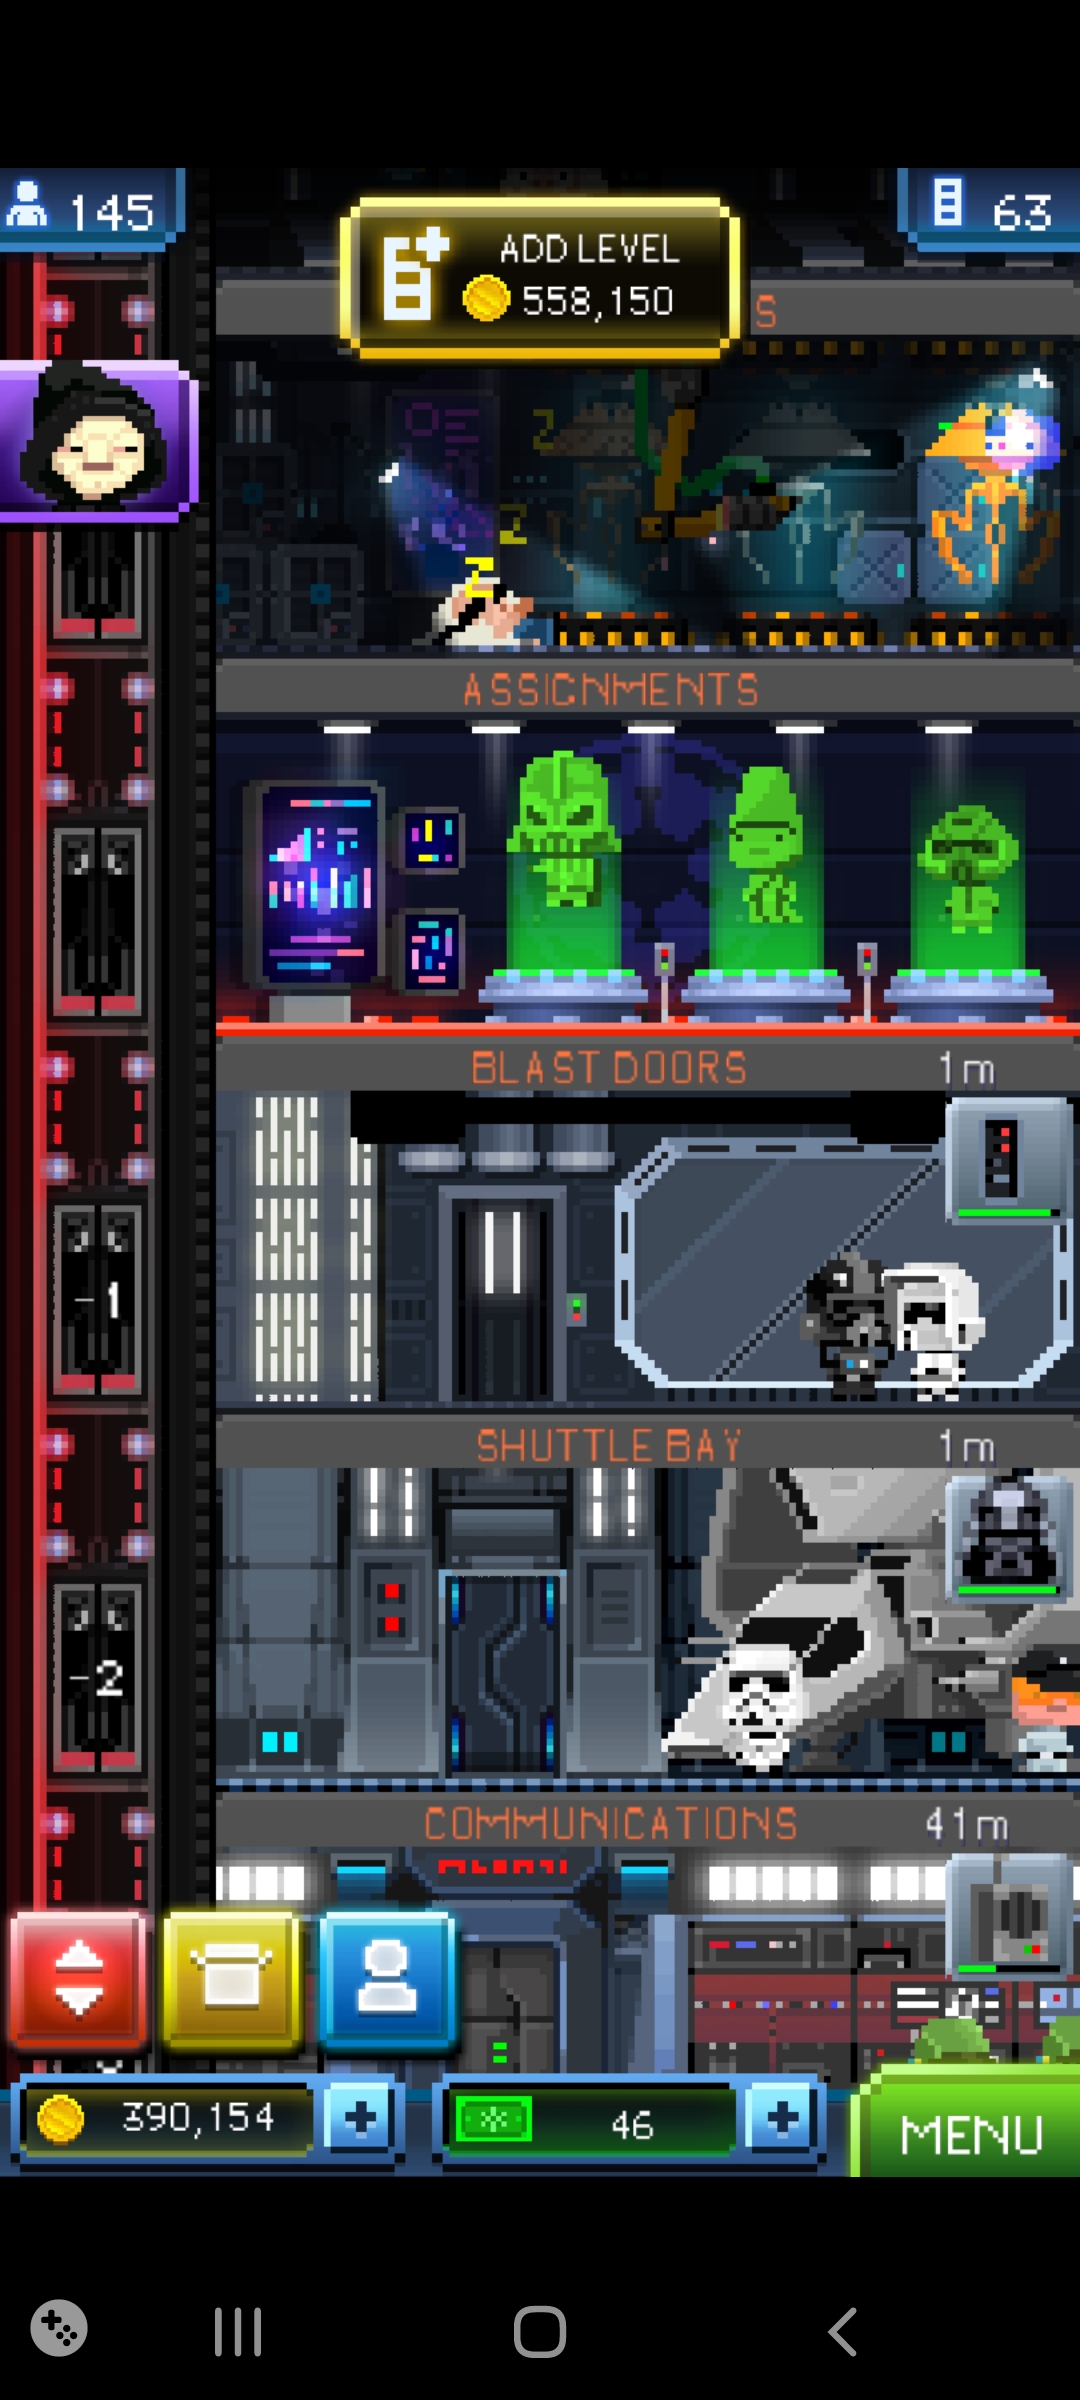 145
ADD LEVEL
558,150
63
S
Z
Z
Z
ASSIGNMENTS
BLAST DOORS 1m
-1
SHUTTLE BAY 1m
-2
COMMUNICATIONS 41m
390,154
46
MENU